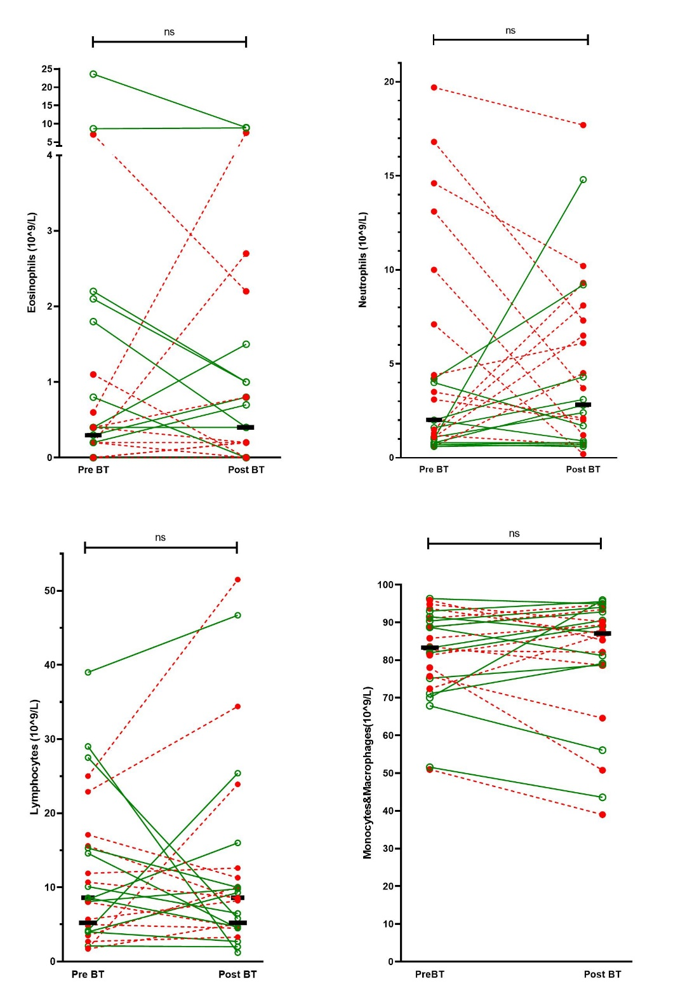 ns
25
20
15
10
5
4
3
2
1
0
Eosinophils (10^9/L)
Pre BT
Post BT
ns
20
15
10
5
0
Neutrophils (10^9/L)
Pre BT
Post BT
ns
50
40
30
20
10
0
Lymphocytes (10^9/L)
Pre BT
Post BT
ns
100
90
80
70
60
50
40
30
20
10
0
Monocytes&Macrophages(10^9/L)
PreBT
Post BT